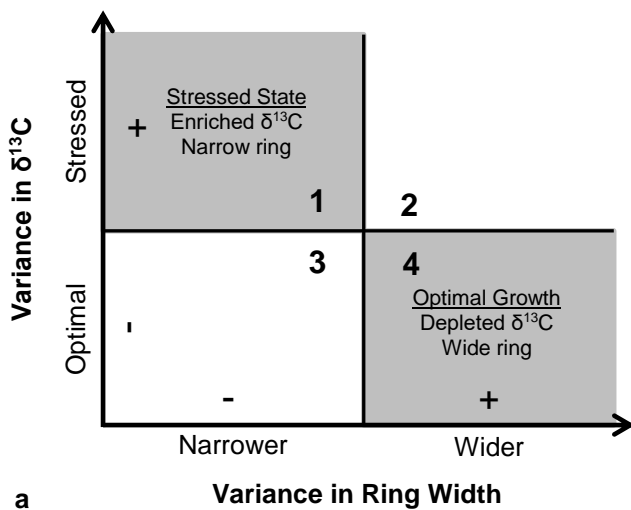 Variance in δ¹³C
Stressed
Optimal
Stressed State
Enriched δ¹³C
Narrow ring
+
1
2
3
4
Optimal Growth
Depleted δ¹³C
Wide ring
-
-
+
Narrower
Wider
a
Variance in Ring Width